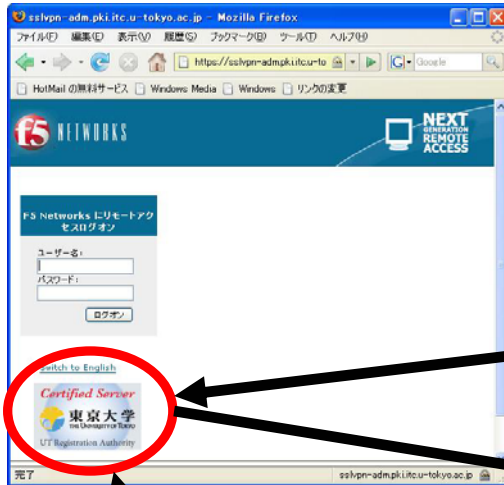 sslvpn-adm.pki.itc.u-tokyo.ac.jp - Mozilla Firefox
ファイル(F) 編集(E) 表示(V) 履歴(S) ブックマーク(B) ツール(T) ヘルプ(H)
https://sslvpn-adm.pki.itc.u-to
Google
HotMail の無料サービス Windows Media Windows リンクの変更
f5 NETWORKS
NEXT
GENERATION
REMOTE
ACCESS
F5 Networks にリモートアク
セスログオン
ユーザー名:
パスワード:
ログオン
Switch to English
Certified Server
東京大学
THE UNIVERSITY OF TOKYO
UT Registration Authority
完了
sslvpn-adm.pki.itc.u-tokyo.ac.jp